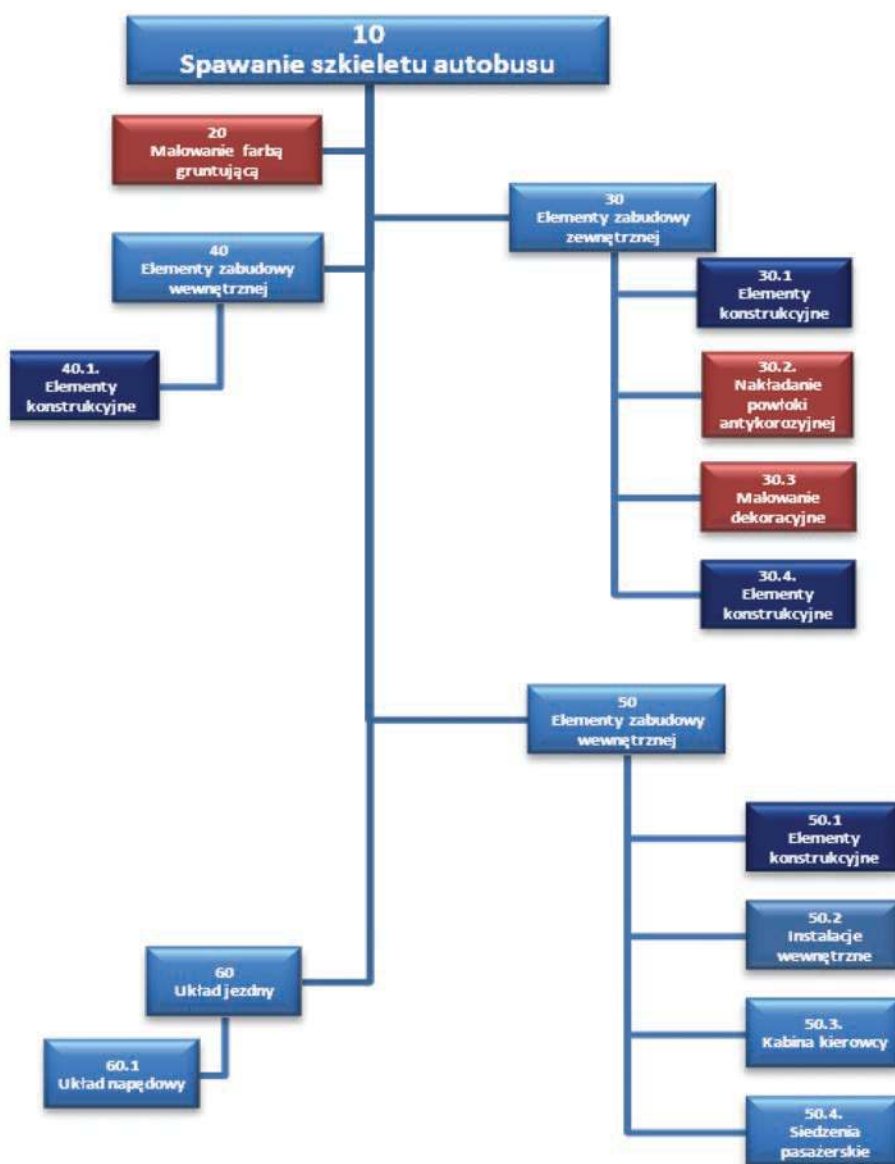 10
Spawanie szkieletu autobusu
20
Malowanie farbą
gruntującą
30
Elementy zabudowy
zewnętrznej
40
Elementy zabudowy
wewnętrznej
30.1
Elementy
konstrukcyjne
40.1.
Elementy
konstrukcyjne
30.2.
Nakładanie
powłoki
antykorozyjnej
30.3
Malowanie
dekoracyjne
30.4.
Elementy
konstrukcyjne
50
Elementy zabudowy
wewnętrznej
50.1
Elementy
konstrukcyjne
50.2
Instalacje
wewnętrzne
60
Układ jezdny
50.3.
Kabina kierowcy
60.1
Układ napędowy
50.4.
Siedzenia
pasażerskie